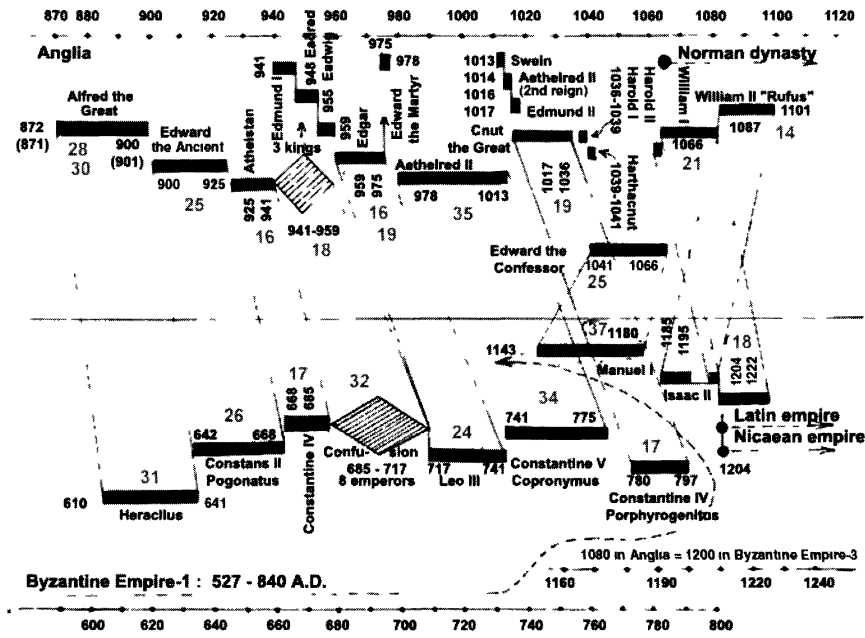 870 880 900 920 940 960 980 1000 1020 1040 1060 1080 1100 1120
Anglia
Alfred the
Great
872
(871)
900
(901)
28
30
Edward
the Ancient
900 925
25
Athelstan
925
941
16
941
Edmund I
948 Eadred
955 Eadwig
959
3 kings
941-959
18
Edgar
959
975
16
19
975
978
Edward
the Martyr
Aethelred II
978 1013
35
1013 Swein
1014 Aethelred II
(2nd reign)
1016
1017 Edmund II
Cnut
the Great
1017
1036
19
1036-1039
Harold I
Harthacnut
1039-1041
Harold II
William I
1066
21
Norman dynasty
William II "Rufus"
1087
1101
14
Edward the
Confessor
1041 1066
25
37
1143
1180
Manuel I
1185
1195
Isaac II
18
1204
1222
Latin empire
Nicaean empire
1204
610
31
Heraclius
641
26
642 668
Constans II
Pogonatus
17
668
685
Constantine IV
32
Confu- sion
685 - 717
8 emperors
24
717 741
Leo III
34
741 775
Constantine V
Copronymus
17
780 797
Constantine IV
Porphyrogenitus
1080 in Anglia = 1200 in Byzantine Empire-3
1160 1190 1220 1240
Byzantine Empire-1 : 527 - 840 A.D.
600 620 640 660 680 700 730 740 760 780 800